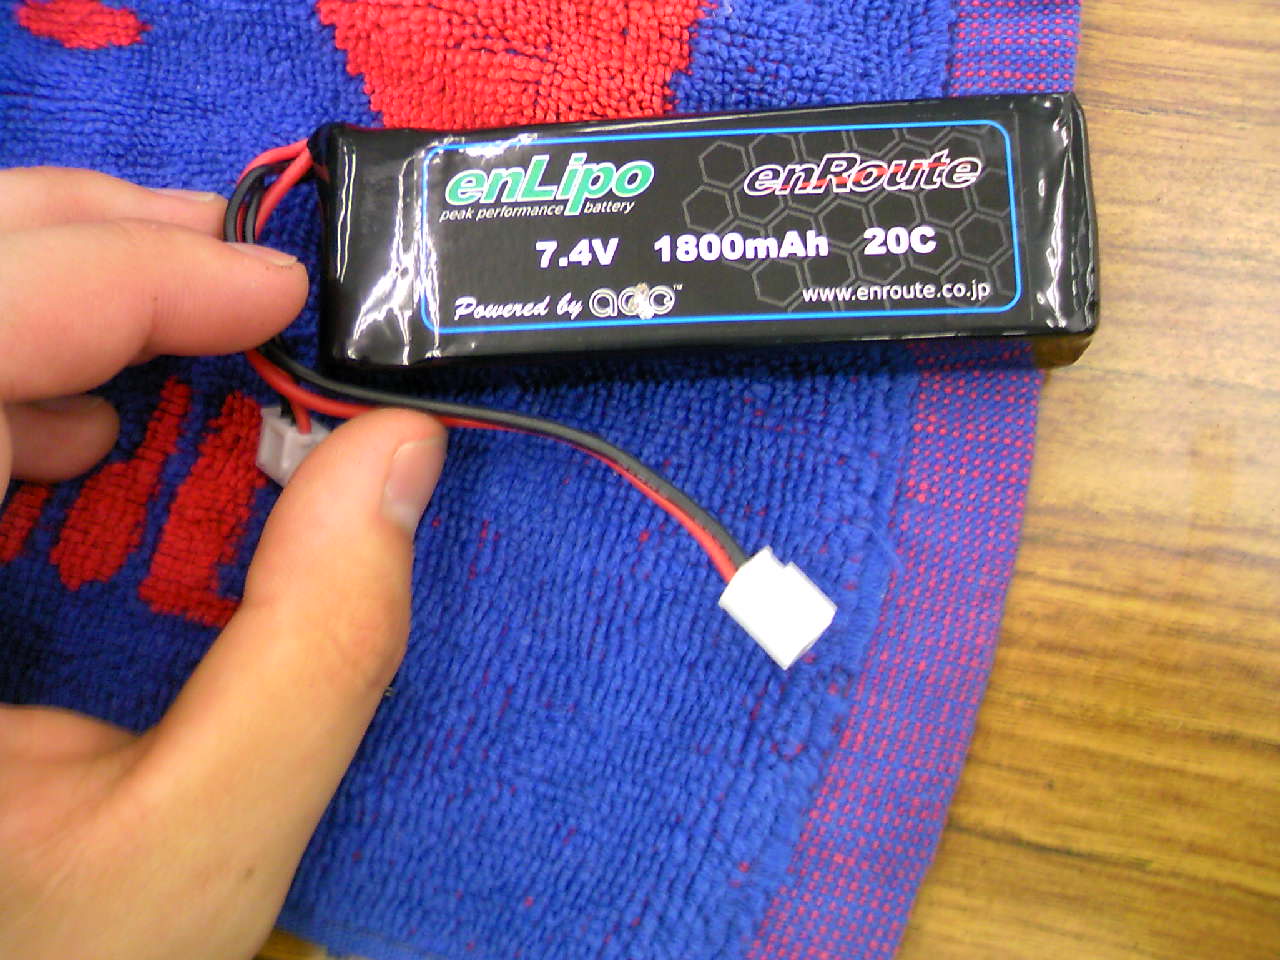 enLipo enRoute
peak performance battery
7.4V 1800mAh 20C
Powered by
www.enroute.co.jp